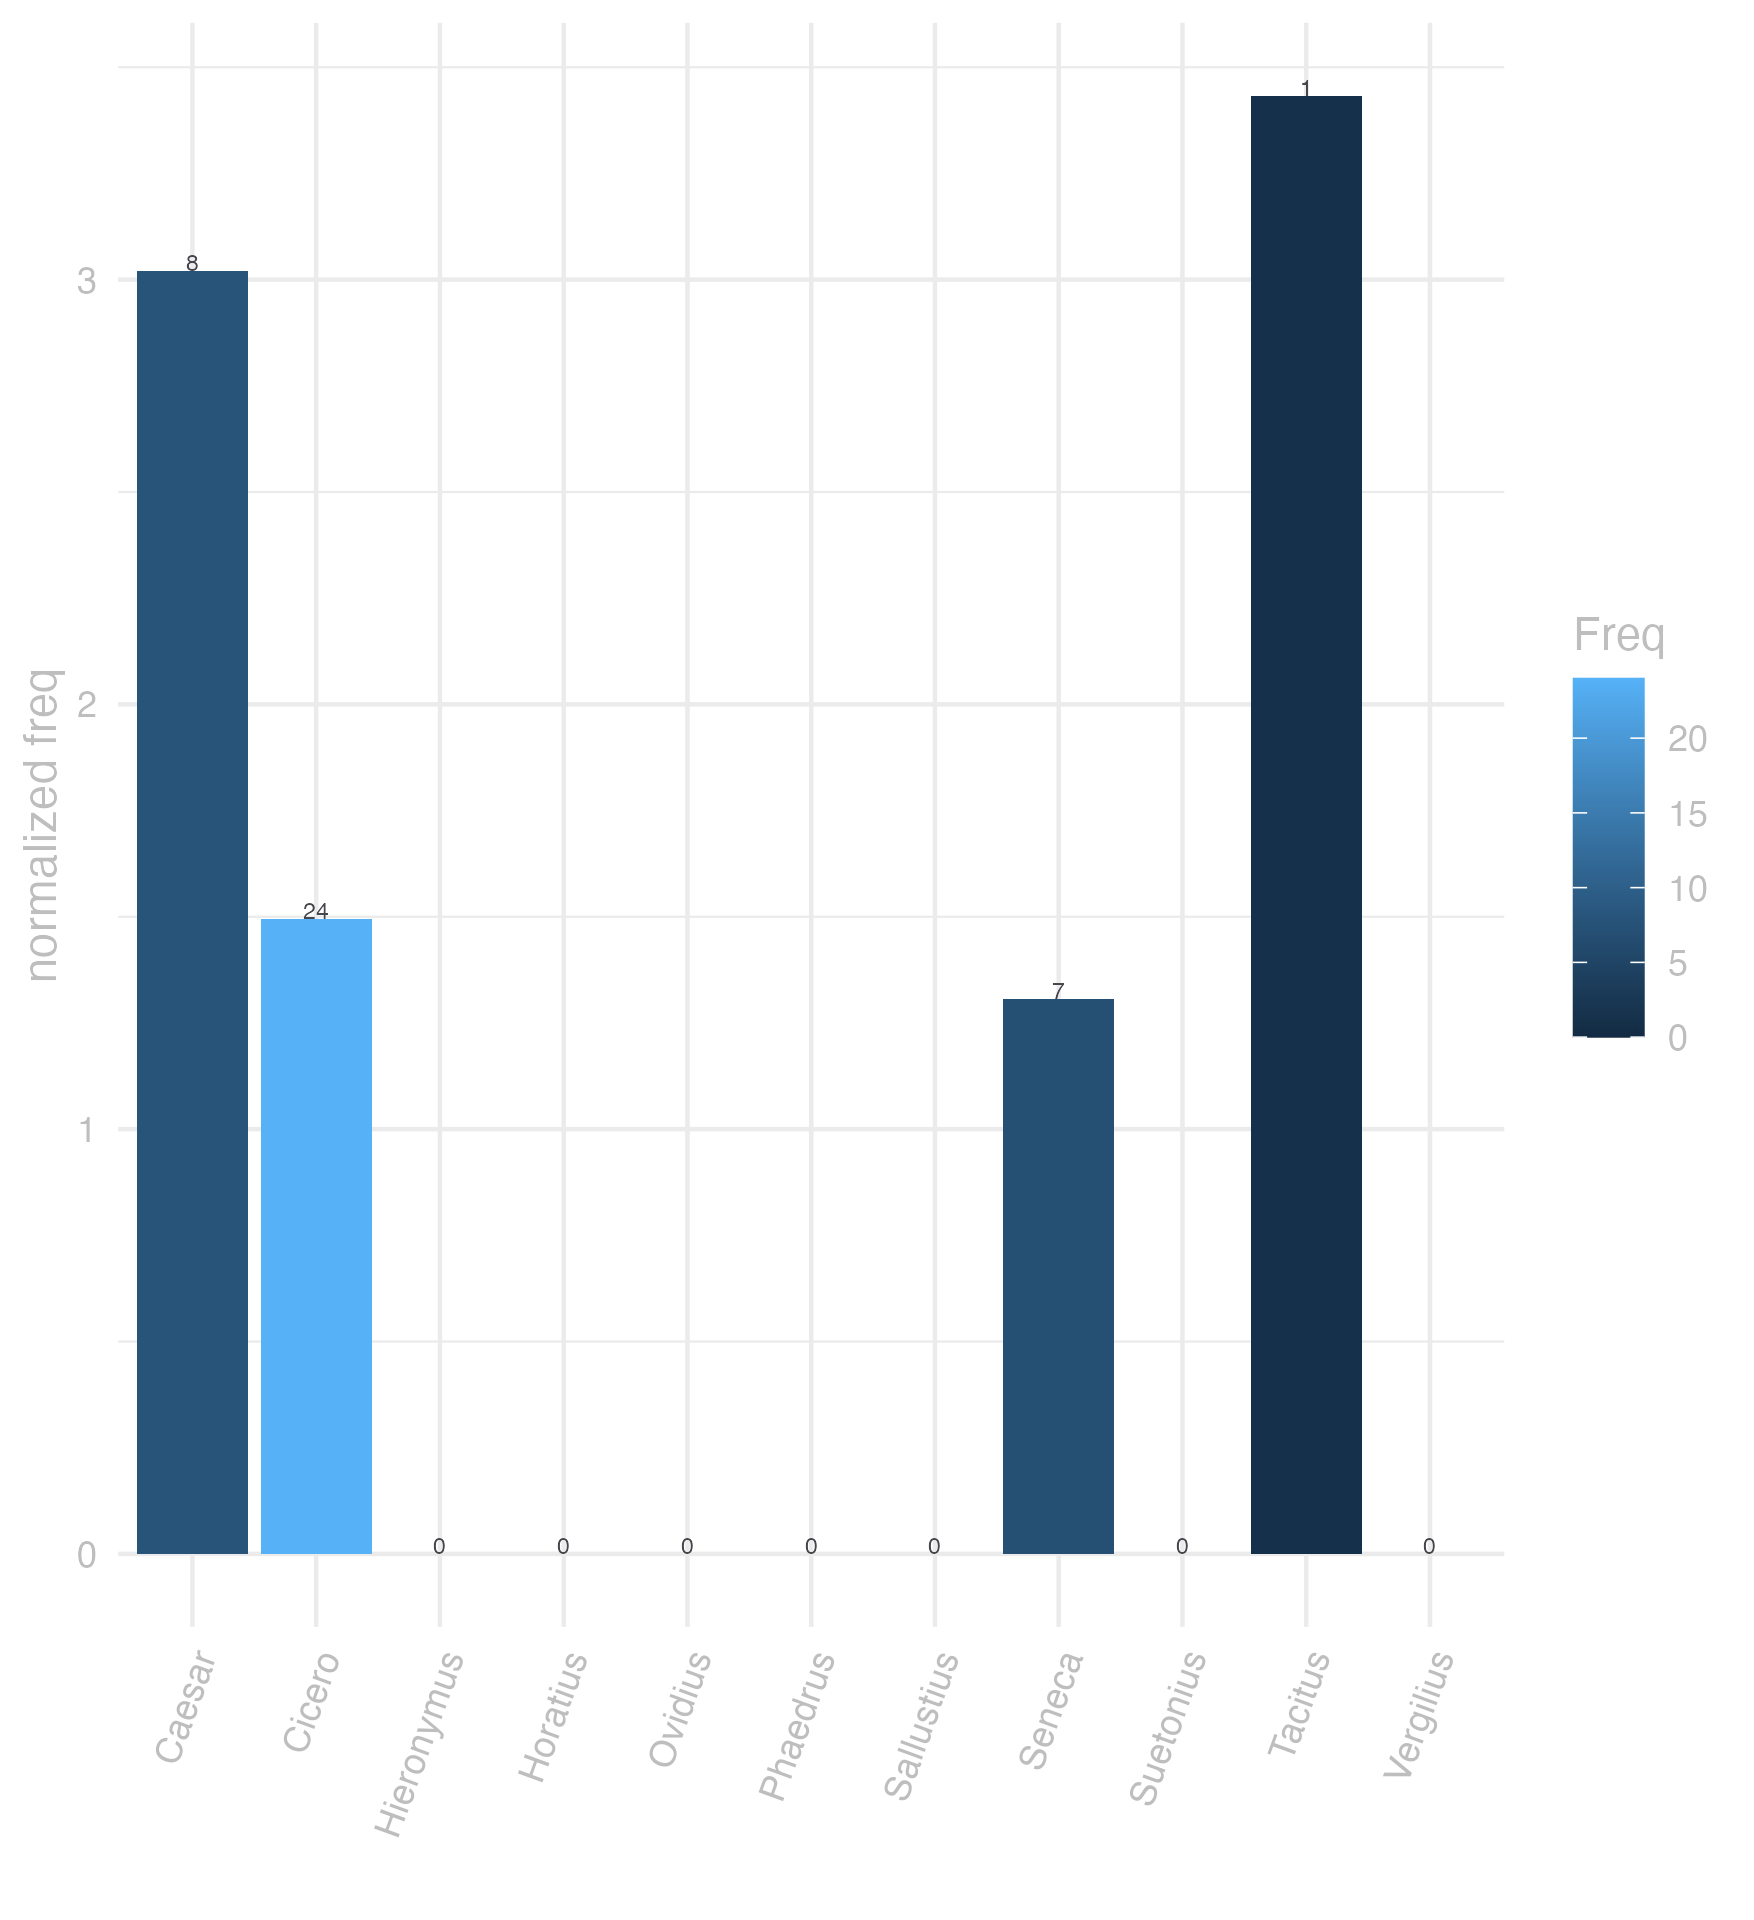 normalized freq
3
2
1
0
8
24
0
0
0
0
0
7
0
1
0
Caesar
Cicero
Hieronymus
Horatius
Ovidius
Phaedrus
Sallustius
Seneca
Suetonius
Tacitus
Vergilius
Freq
20
15
10
5
0